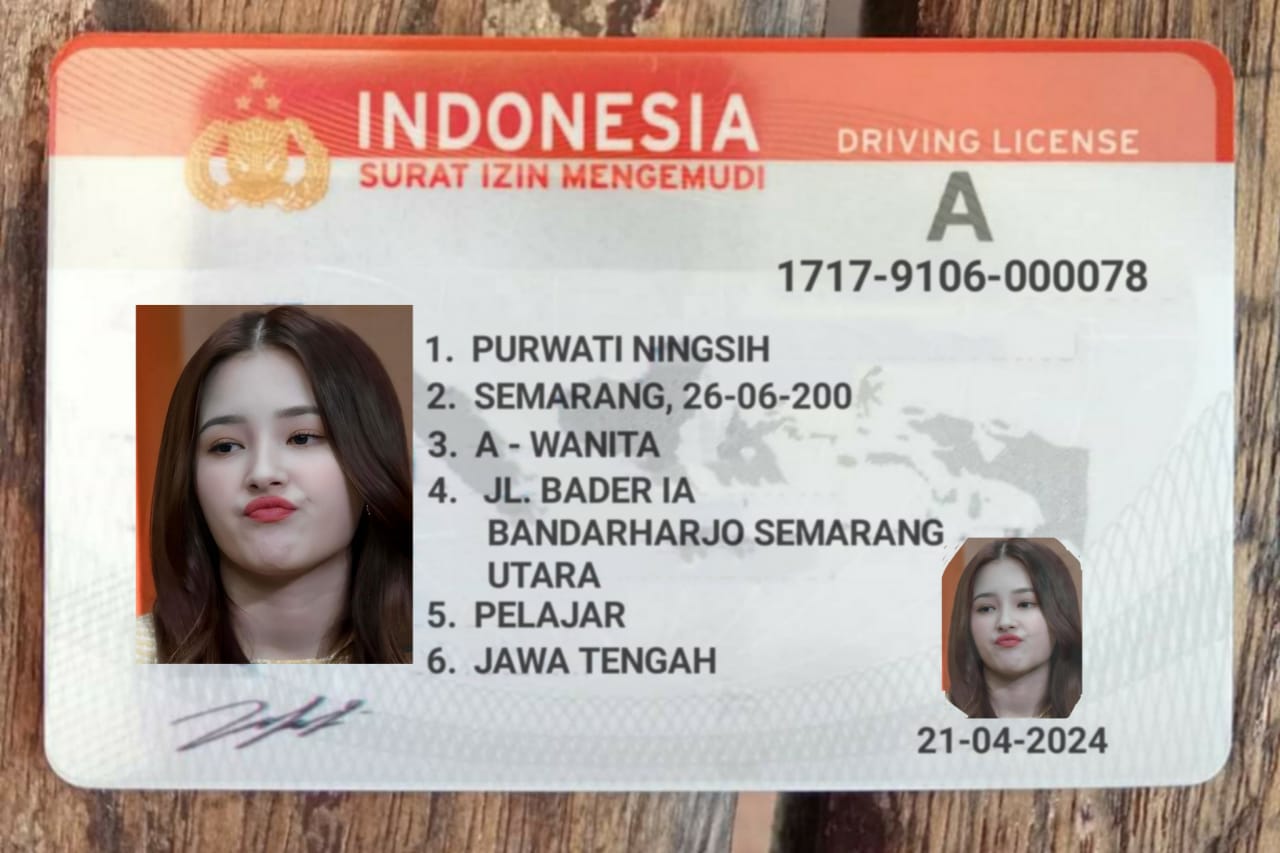 INDONESIA
SURAT IZIN MENGEMUDI
DRIVING LICENSE
A
1717-9106-000078
1. PURWATI NINGSIH
2. SEMARANG, 26-06-200
3. A - WANITA
4. JL. BADER IA
BANDARHARJO SEMARANG
UTARA
5. PELAJAR
6. JAWA TENGAH
21-04-2024